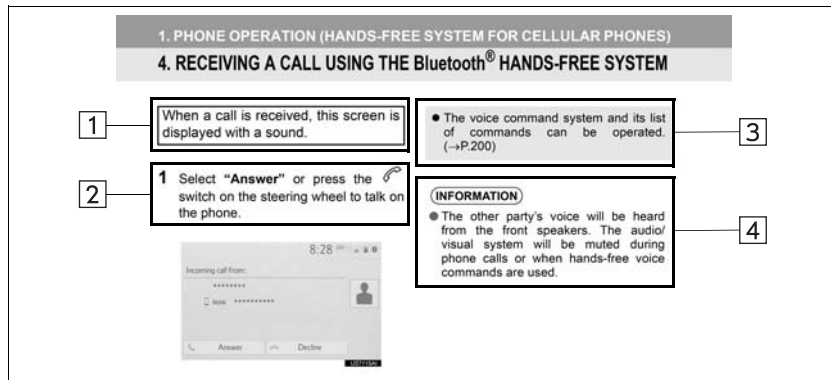 1. PHONE OPERATION (HANDS-FREE SYSTEM FOR CELLULAR PHONES)
4. RECEIVING A CALL USING THE Bluetooth® HANDS-FREE SYSTEM
1
When a call is received, this screen is
displayed with a sound.
2
1 Select “Answer” or press the
switch on the steering wheel to talk on
the phone.
8:28
Incoming call from:
********
**********
Answer
Decline
3
● The voice command system and its list
of commands can be operated.
(→P.200)
4
INFORMATION
● The other party’s voice will be heard
from the front speakers. The audio/
visual system will be muted during
phone calls or when hands-free voice
commands are used.